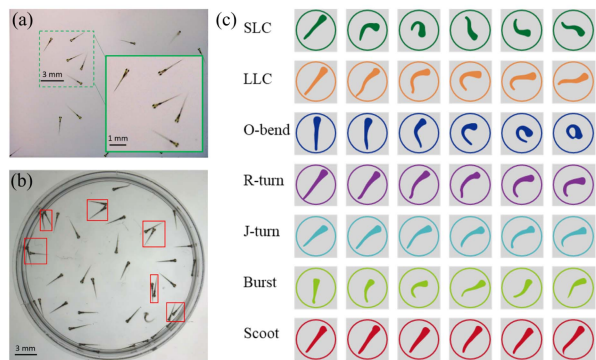 (a)
3 mm
1 mm
(b)
3 mm
(c)
SLC
LLC
O-bend
R-turn
J-turn
Burst
Scoot